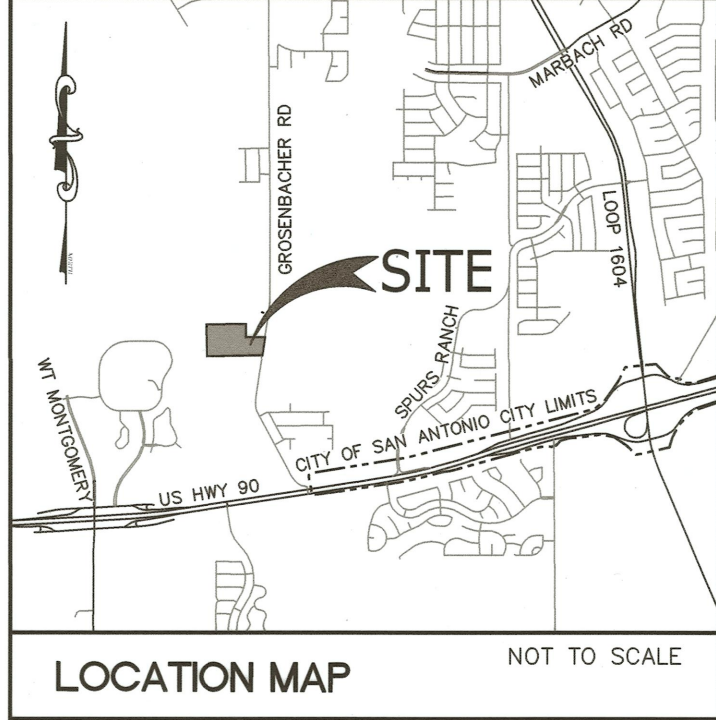 MARBACH RD
GROSENBACHER RD
LOOP 1604
SITE
SPURS RANCH
WT MONTGOMERY
CITY OF SAN ANTONIO CITY LIMITS
US HWY 90
NOT TO SCALE
LOCATION MAP